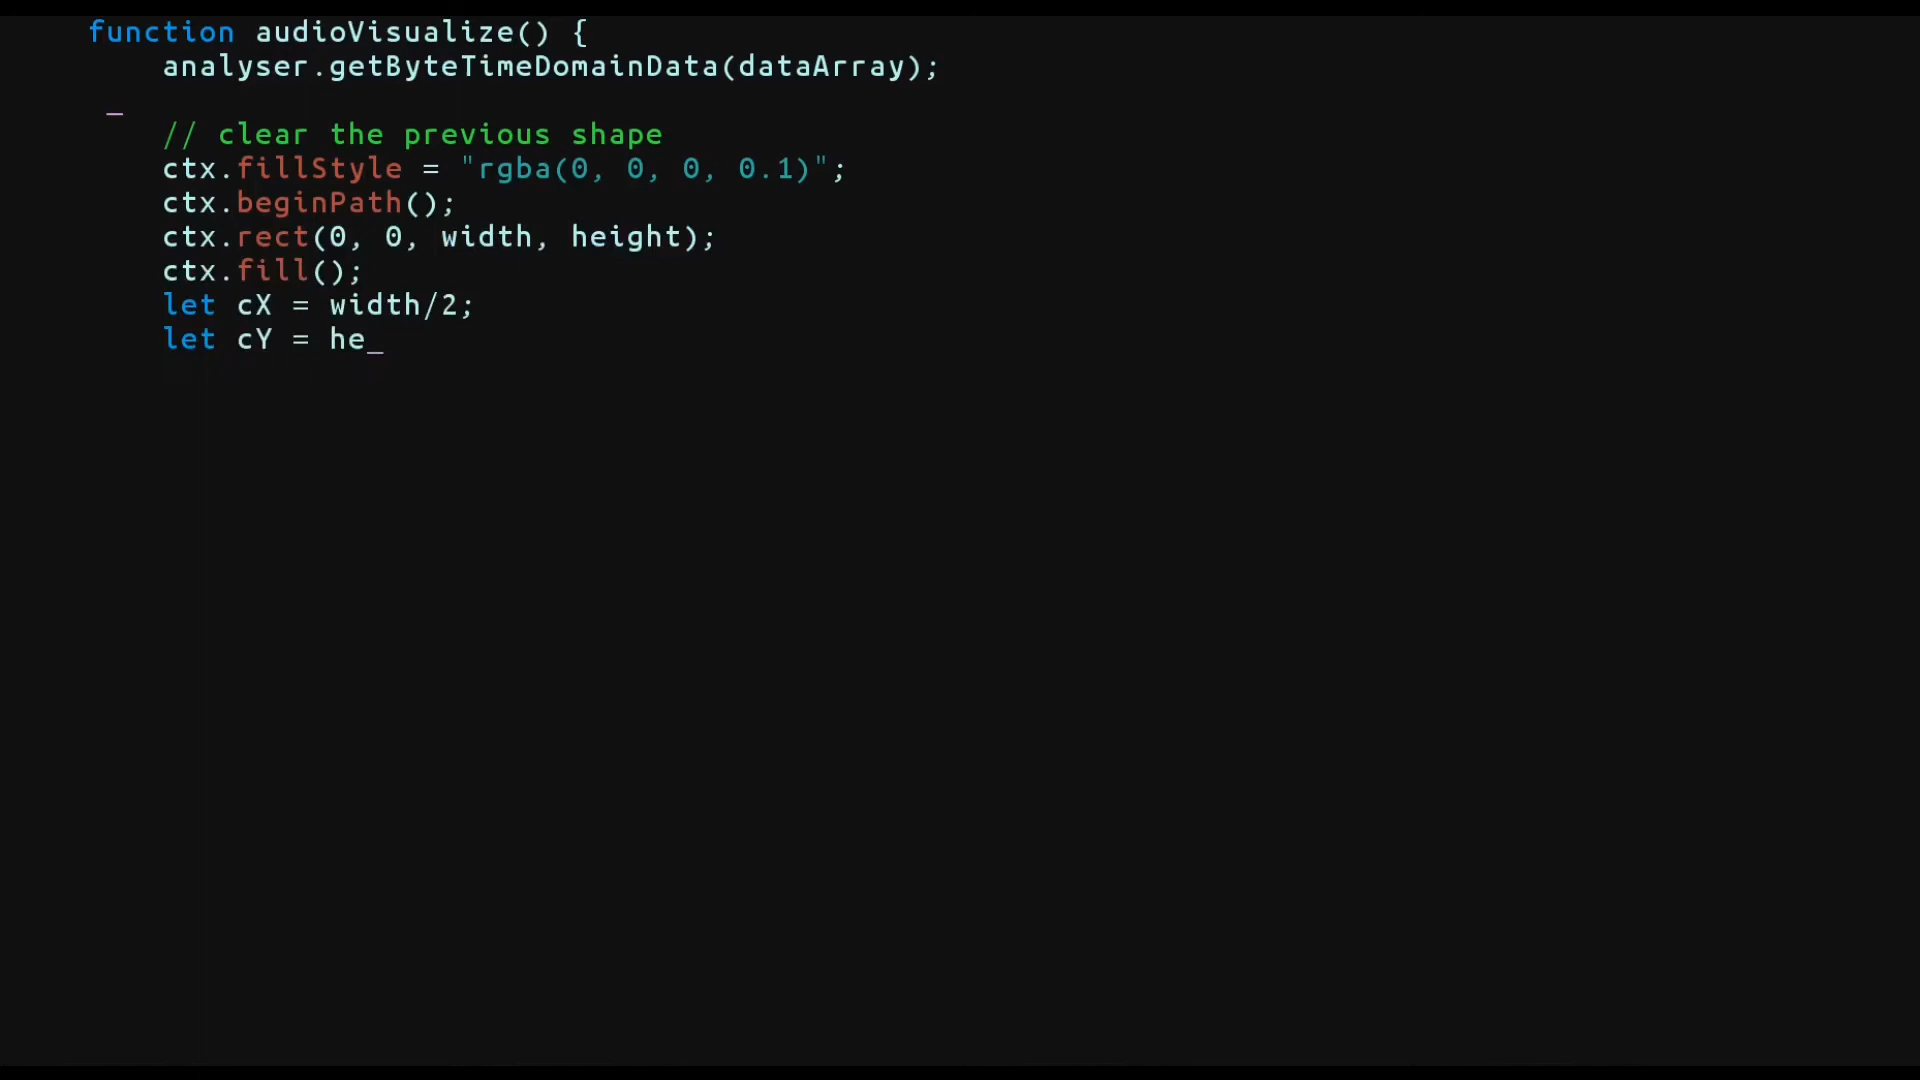 function audioVisualize() {
analyser.getByteTimeDomainData(dataArray);
_
// clear the previous shape
ctx.fillStyle = "rgba(0, 0, 0, 0.1)";
ctx.beginPath();
ctx.rect(0, 0, width, height);
ctx.fill();
let cX = width/2;
let cY = he_